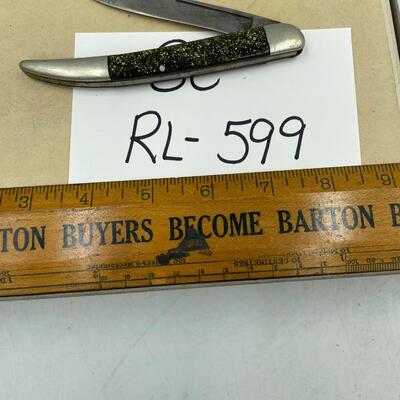 RL-599
3 4 5 6 7 8 9
TON BUYERS BECOME BARTON B